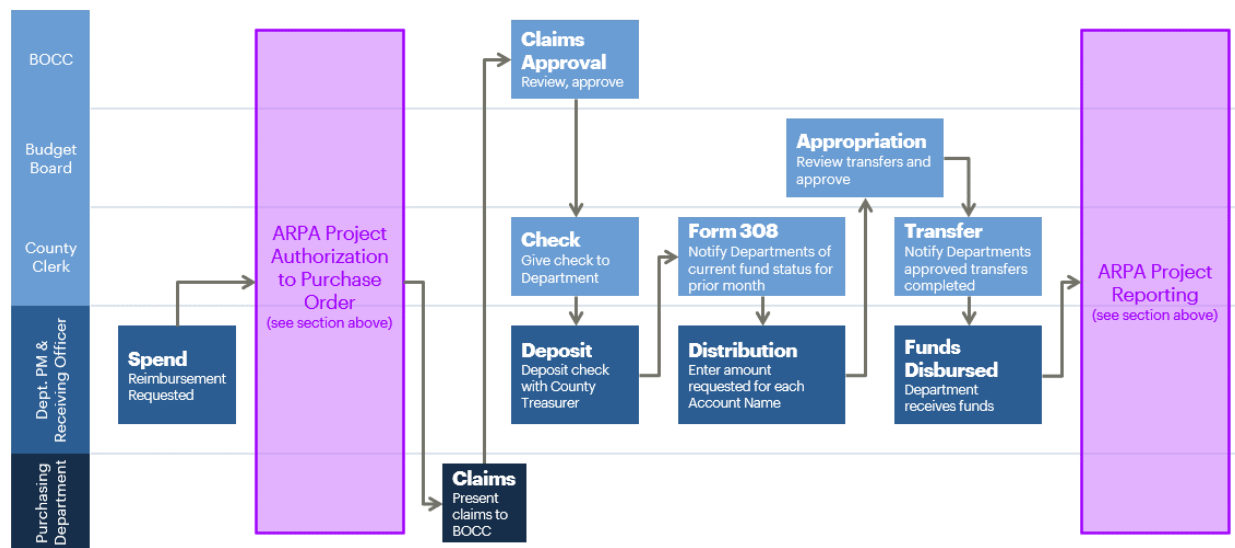 BOCC
Budget
Board
County
Clerk
Dept. PM &
Receiving Officer
Purchasing
Department
Spend
Reimbursement
Requested
ARPA Project
Authorization
to Purchase
Order
(see section above)
Claims
Present
claims to
BOCC
Claims
Approval
Review, approve
Check
Give check to
Department
Deposit
Deposit check
with County
Treasurer
Form 308
Notify Departments of
current fund status for
prior month
Distribution
Enter amount
requested for each
Account Name
Appropriation
Review transfers and
approve
Transfer
Notify Departments
approved transfers
completed
Funds
Disbursed
Department
receives funds
ARPA Project
Reporting
(see section above)